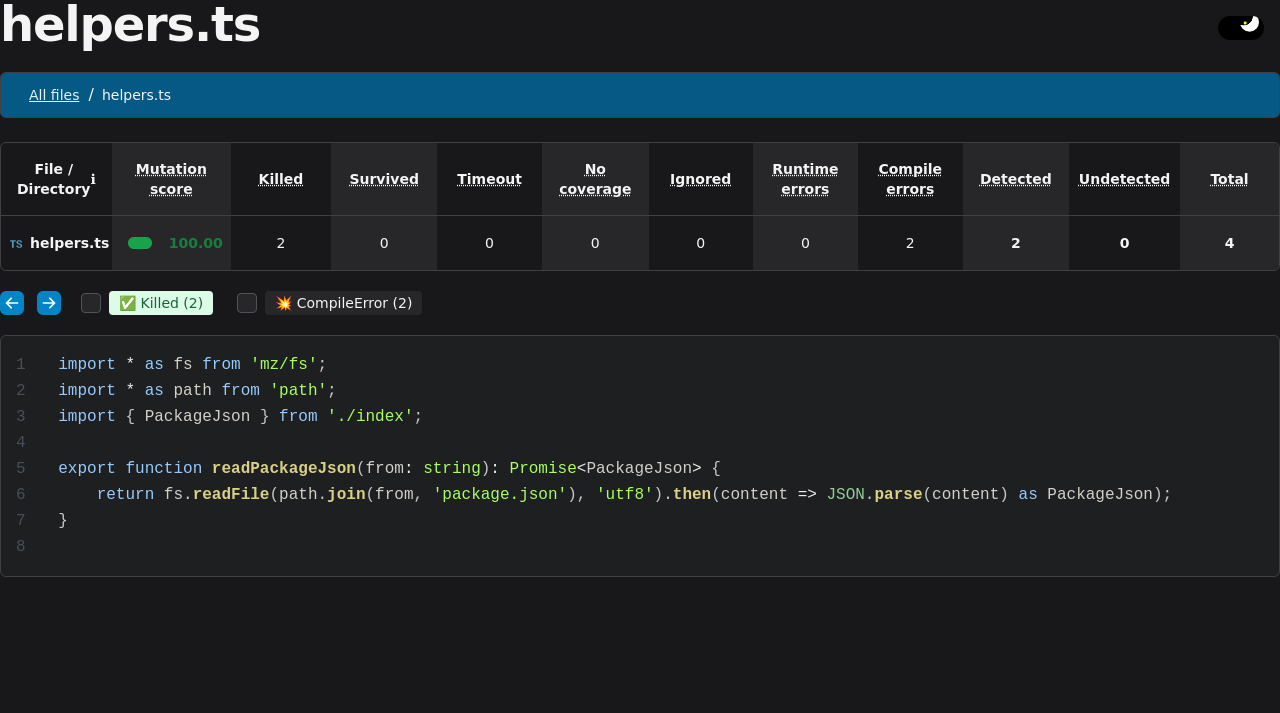 helpers.ts
All files / helpers.ts
File / Directory ℹ Mutation score Killed Survived Timeout No coverage Ignored Runtime errors Compile errors Detected Undetected Total
TS helpers.ts 100.00 2 0 0 0 0 0 2 2 0 4
✅ Killed (2) 💥 CompileError (2)
1 import * as fs from 'mz/fs';
2 import * as path from 'path';
3 import { PackageJson } from './index';
4
5 export function readPackageJson(from: string): Promise<PackageJson> {
6     return fs.readFile(path.join(from, 'package.json'), 'utf8').then(content => JSON.parse(content) as PackageJson);
7 }
8